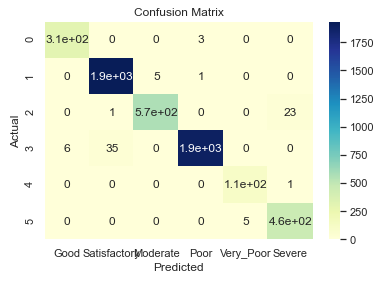 Confusion Matrix
0 3.1e+02 0 0 3 0 0
1 0 1.9e+03 5 1 0 0
2 0 1 5.7e+02 0 0 23
3 6 35 0 1.9e+03 0 0
4 0 0 0 0 1.1e+02 1
5 0 0 0 0 5 4.6e+02
Good Satisfactory Moderate Poor Very_Poor Severe
Predicted
Actual
1750
1500
1250
1000
750
500
250
0